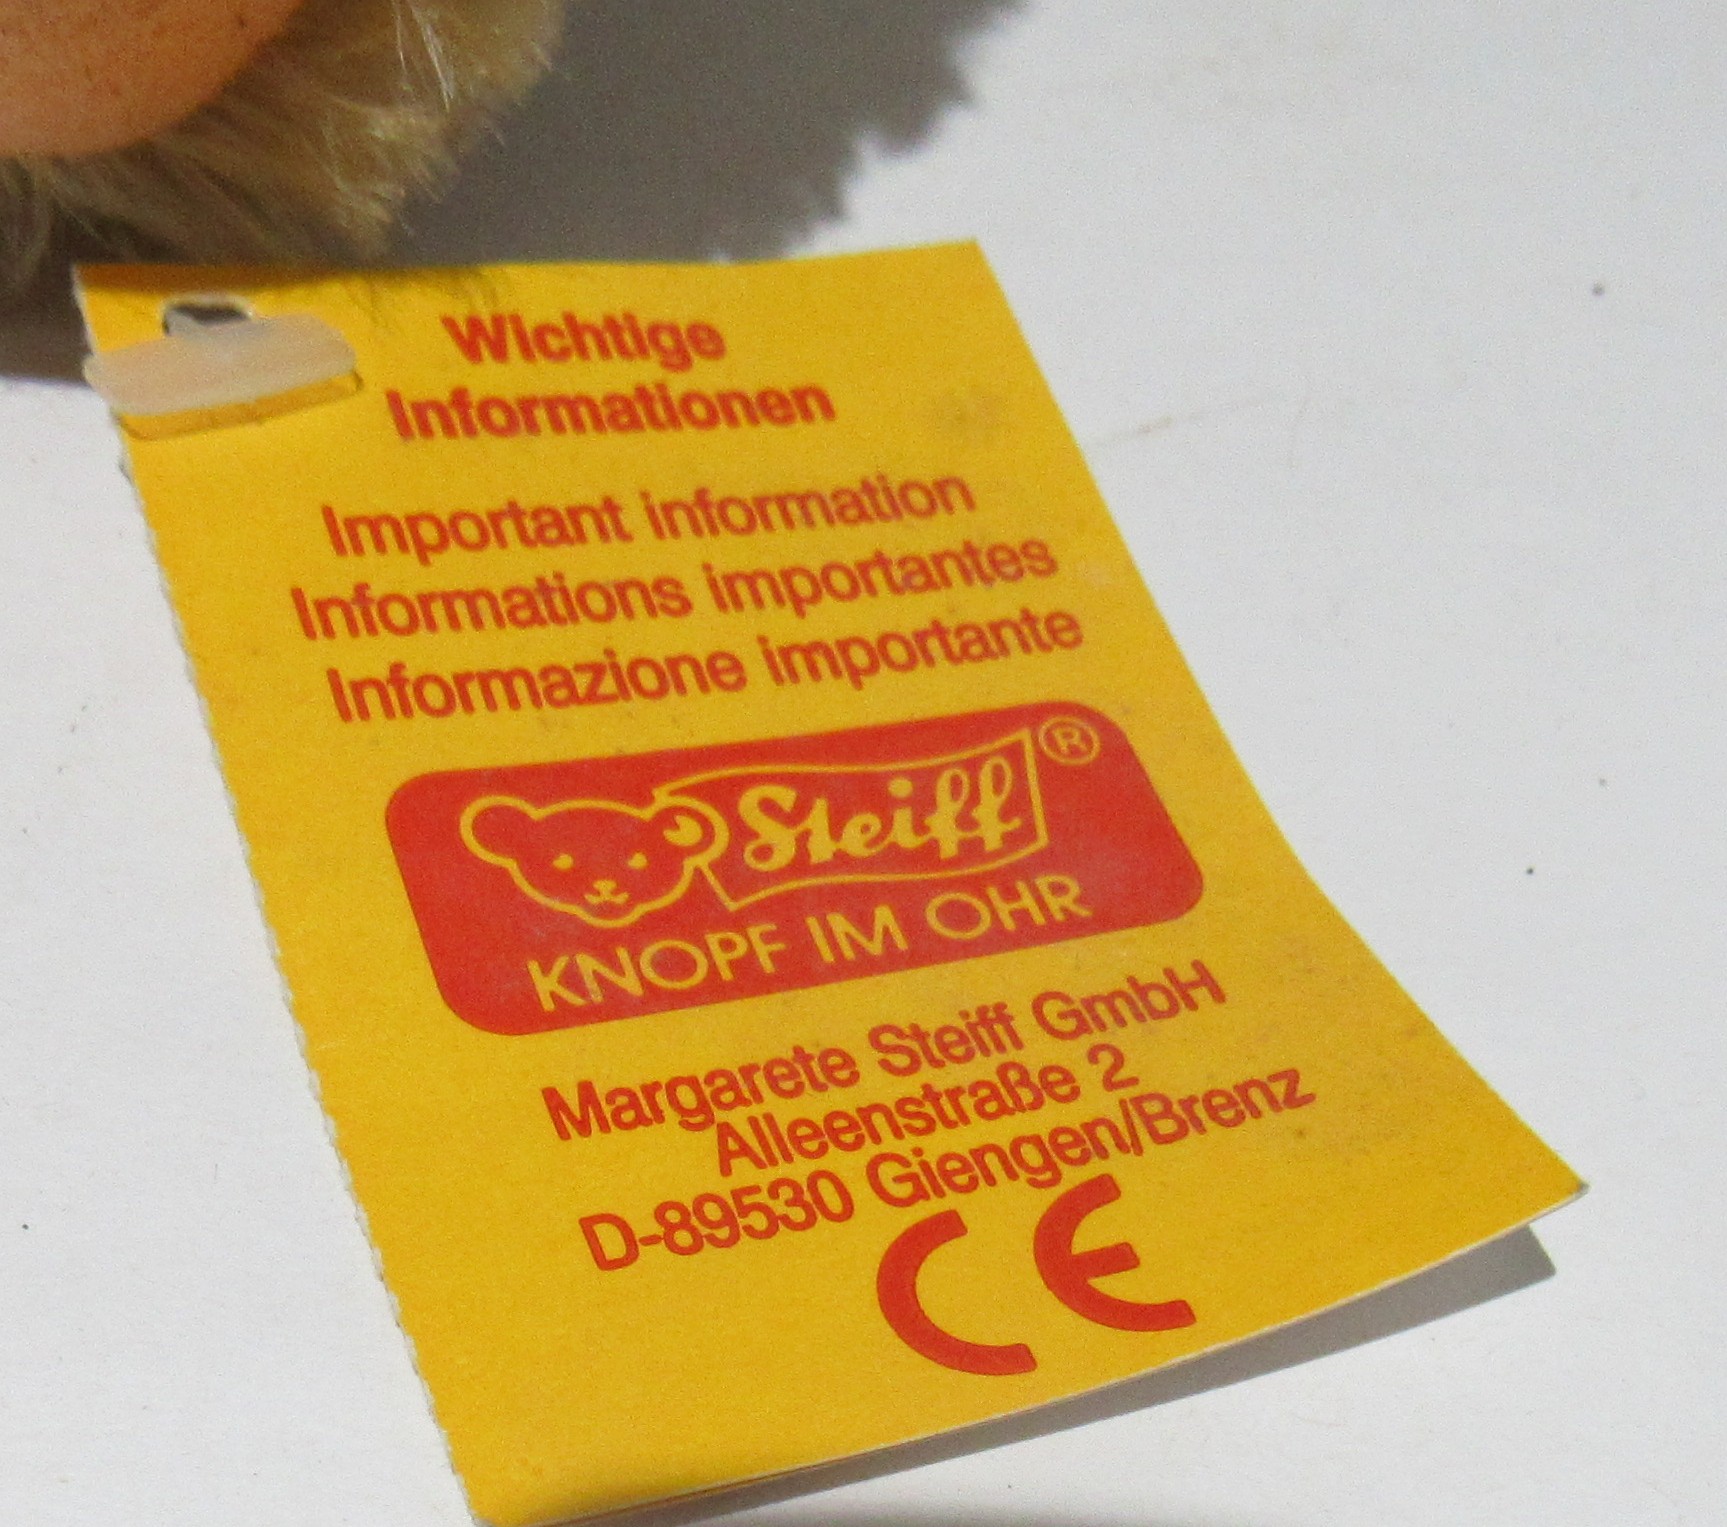 Wichtige
Informationen
Important information
Informations importantes
Informazione importante
Steiff ®
KNOPF IM OHR
Margarete Steiff GmbH
Alleenstraße 2
D-89530 Giengen/Brenz
CE